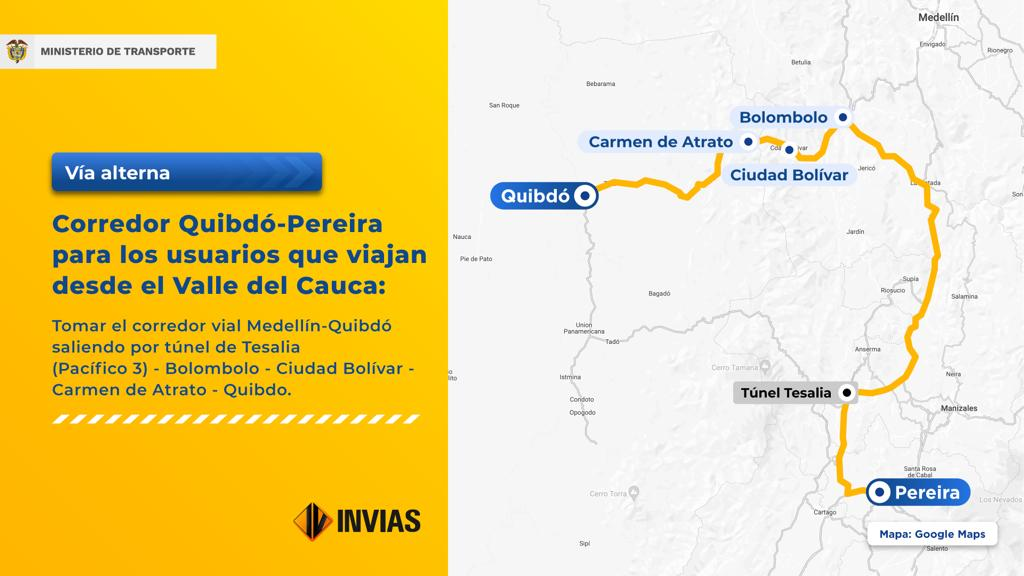 MINISTERIO DE TRANSPORTE
Vía alterna
Corredor Quibdó-Pereira
para los usuarios que viajan
desde el Valle del Cauca:
Tomar el corredor vial Medellín-Quibdó
saliendo por túnel de Tesalia
(Pacífico 3) - Bolombolo - Ciudad Bolívar -
Carmen de Atrato - Quibdo.
INVIAS
Medellín
Envigado
Rionegro
Betulia
Bebarama
San Roque
Bolombolo
Carmen de Atrato
Ciudad Bolívar
Jericó
Quibdó
Jardín
Nauca
Pie de Pato
Supía
Riosucio
Salamina
Bagadó
Union
Panamericana
Tadó
Anserma
Cerro Tamaná
Istmina
Neira
Túnel Tesalia
Condoto
Opogodo
Manizales
Santa Rosa
de Cabal
Pereira
Cerro Torra
Los Nevados
Cartago
Mapa: Google Maps
Sipí
Salento